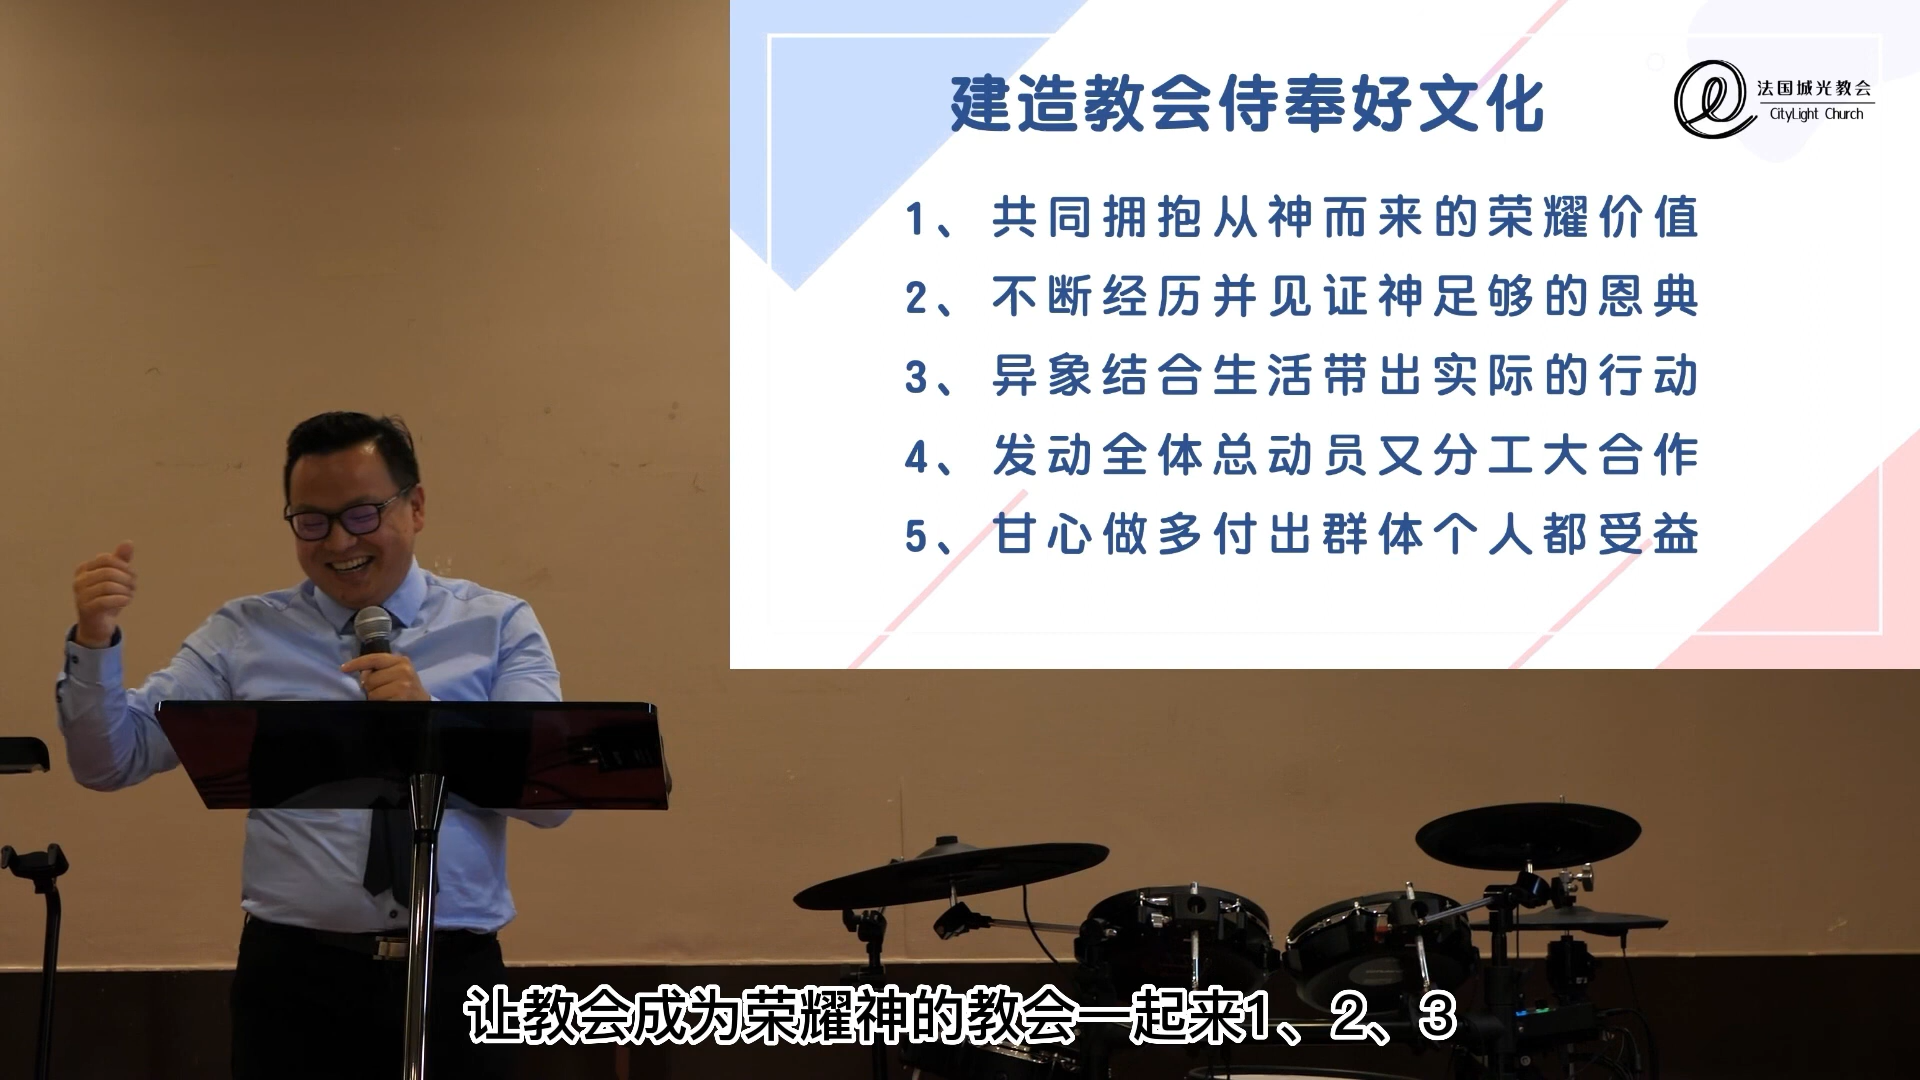 建造教会侍奉好文化
法国城光教会
CityLight Church
1、共同拥抱从神而来的荣耀价值
2、不断经历并见证神足够的恩典
3、异象结合生活带出实际的行动
4、发动全体总动员又分工大合作
5、甘心做多付出群体个人都受益
让教会成为荣耀神的教会一起来1、2、3